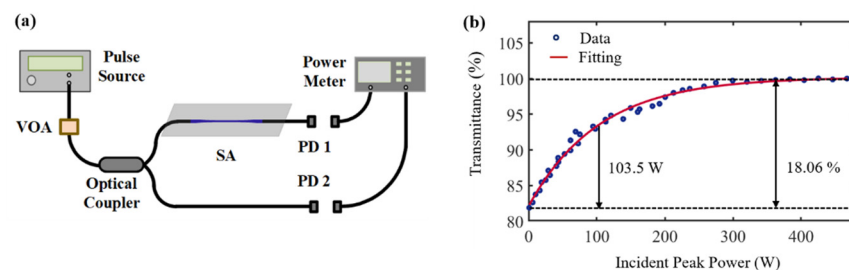 (a)
Pulse
Source
VOA
Optical
Coupler
SA
PD 1
PD 2
Power
Meter
(b)
Transmittance (%)
105
100
95
90
85
80
Data
Fitting
103.5 W
18.06 %
0
100
200
300
400
Incident Peak Power (W)